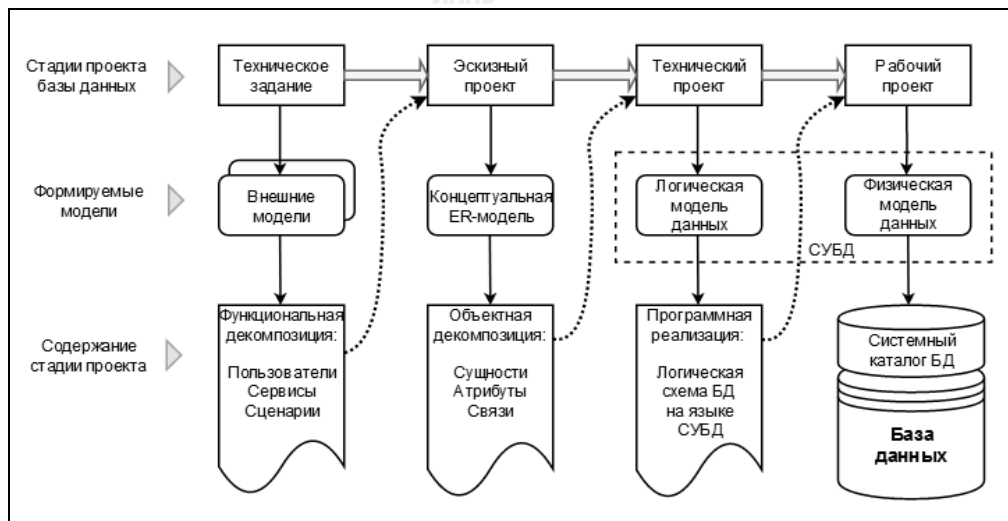 Стадии проекта
базы данных
Техническое
задание
Эскизный
проект
Технический
проект
Рабочий
проект
Формируемые
модели
Внешние
модели
Концептуальная
ER-модель
Логическая
модель
данных
Физическая
модель
данных
СУБД
Содержание
стадии проекта
Функциональная
декомпозиция:
Пользователи
Сервисы
Сценарии
Объектная
декомпозиция:
Сущности
Атрибуты
Связи
Программная
реализация:
Логическая
схема БД
на языке
СУБД
Системный
каталог БД
База
данных